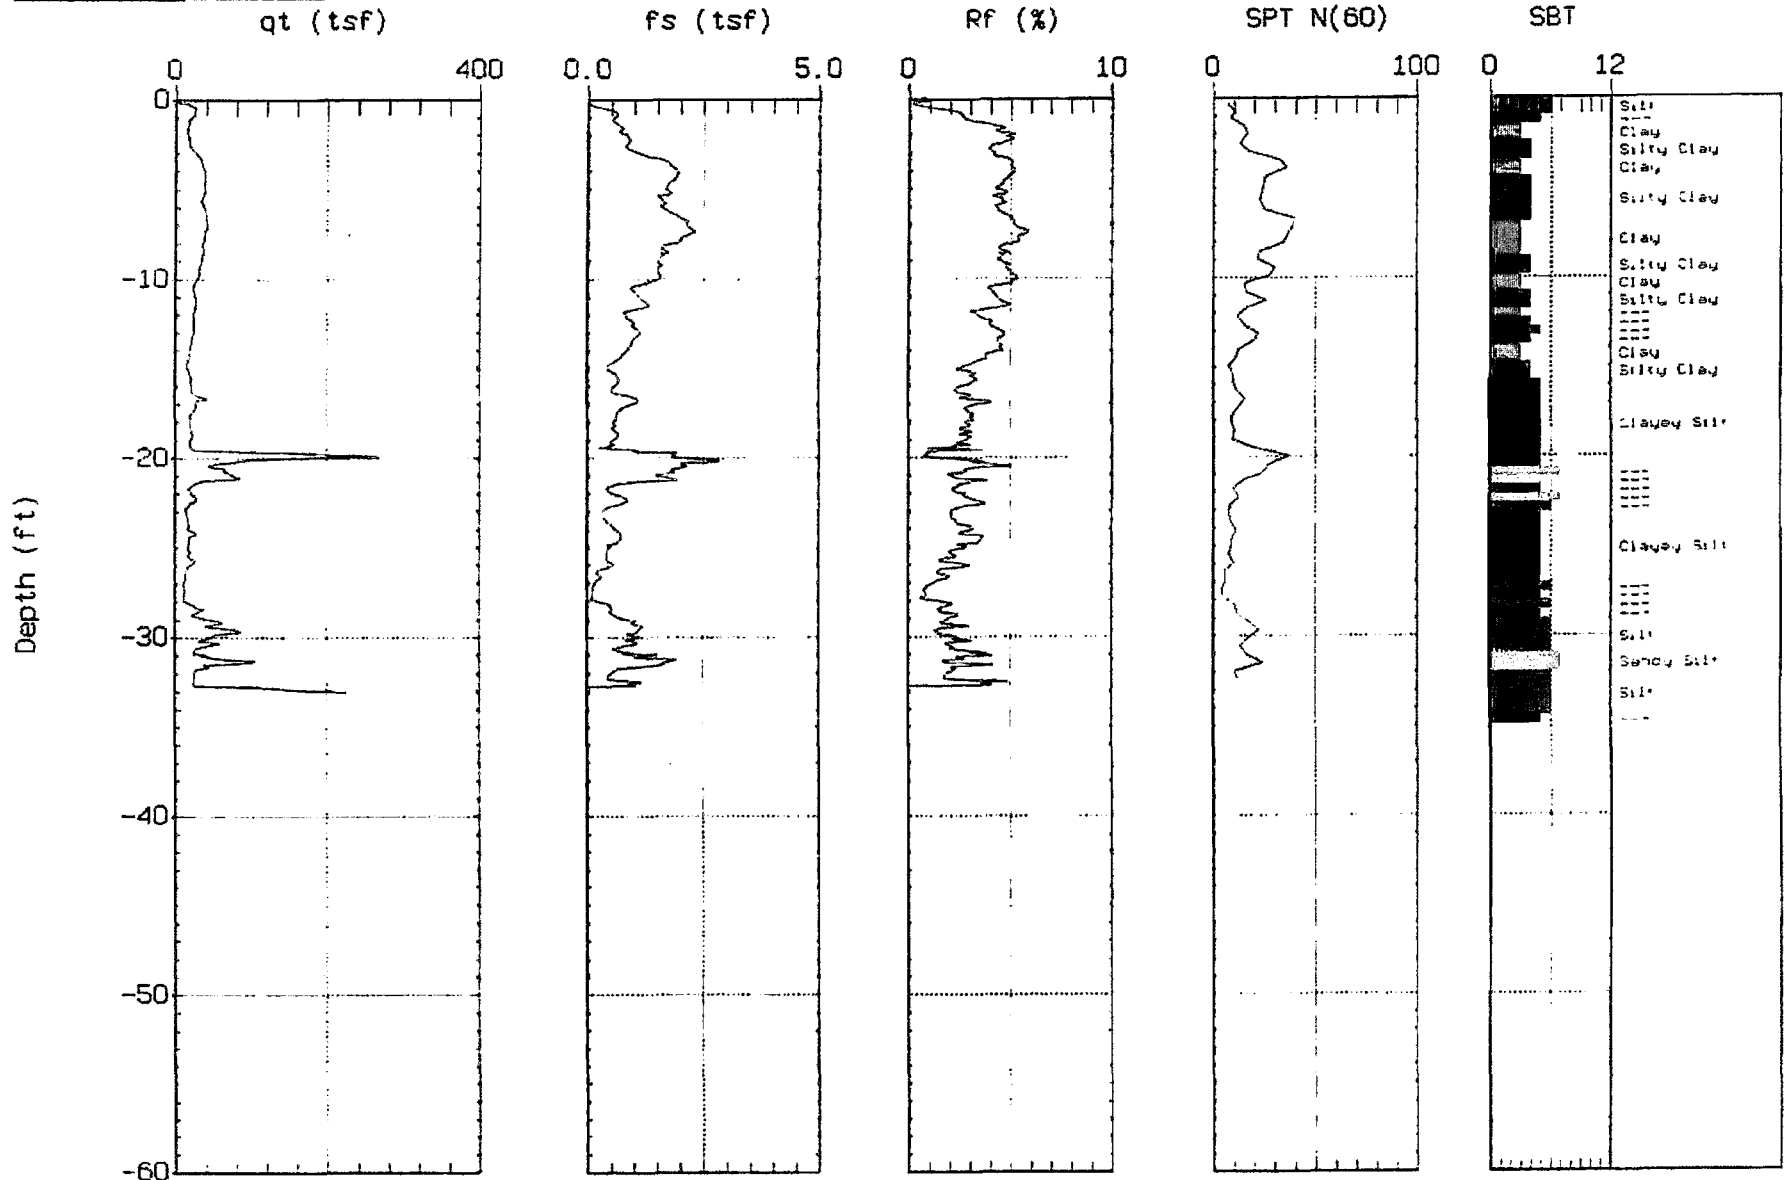 qt (tsf)
fs (tsf)
Rf (%)
SPT N(60)
SBT
0 400
0.0 5.0
0 10
0 100
0 12
Depth (ft)
0
-10
-20
-30
-40
-50
-60
Silt
Clay
Silty Clay
Clay
Silty Clay
Clay
Silty Clay
Clay
Silty Clay
Clay
Silty Clay
Clayey Silt
Clayey Silt
Silt
Sandy Silt
Silt